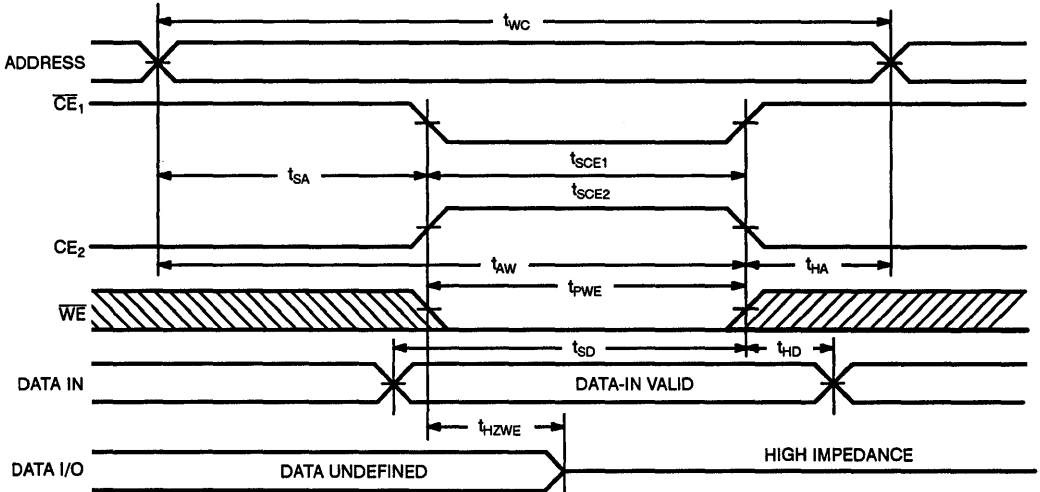 tWC
ADDRESS
CE1
tSA
tSCE1
tSCE2
CE2
tAW
tHA
tPWE
WE
tSD
tHD
DATA IN
DATA-IN VALID
tHZWE
DATA I/O
DATA UNDEFINED
HIGH IMPEDANCE